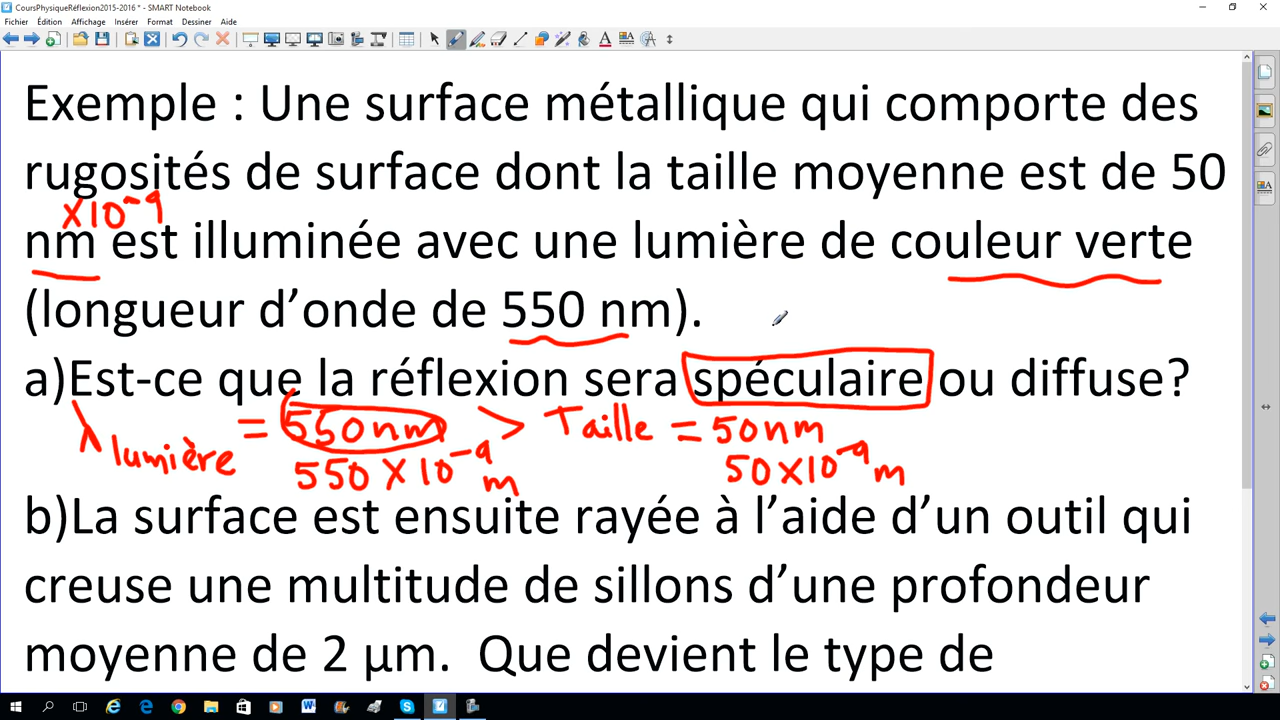 CoursPhysiqueRéflexion2015-2016 * - SMART Notebook
Fichier Édition Affichage Insérer Format Dessiner Aide
Exemple : Une surface métallique qui comporte des
rugosités de surface dont la taille moyenne est de 50
×10⁻⁹
nm est illuminée avec une lumière de couleur verte
(longueur d’onde de 550 nm).
a)Est-ce que la réflexion sera spéculaire ou diffuse?
λ lumière = 550nm > Taille = 50nm
550 × 10⁻⁹ m 50×10⁻⁹ m
b)La surface est ensuite rayée à l’aide d’un outil qui
creuse une multitude de sillons d’une profondeur
moyenne de 2 µm. Que devient le type de